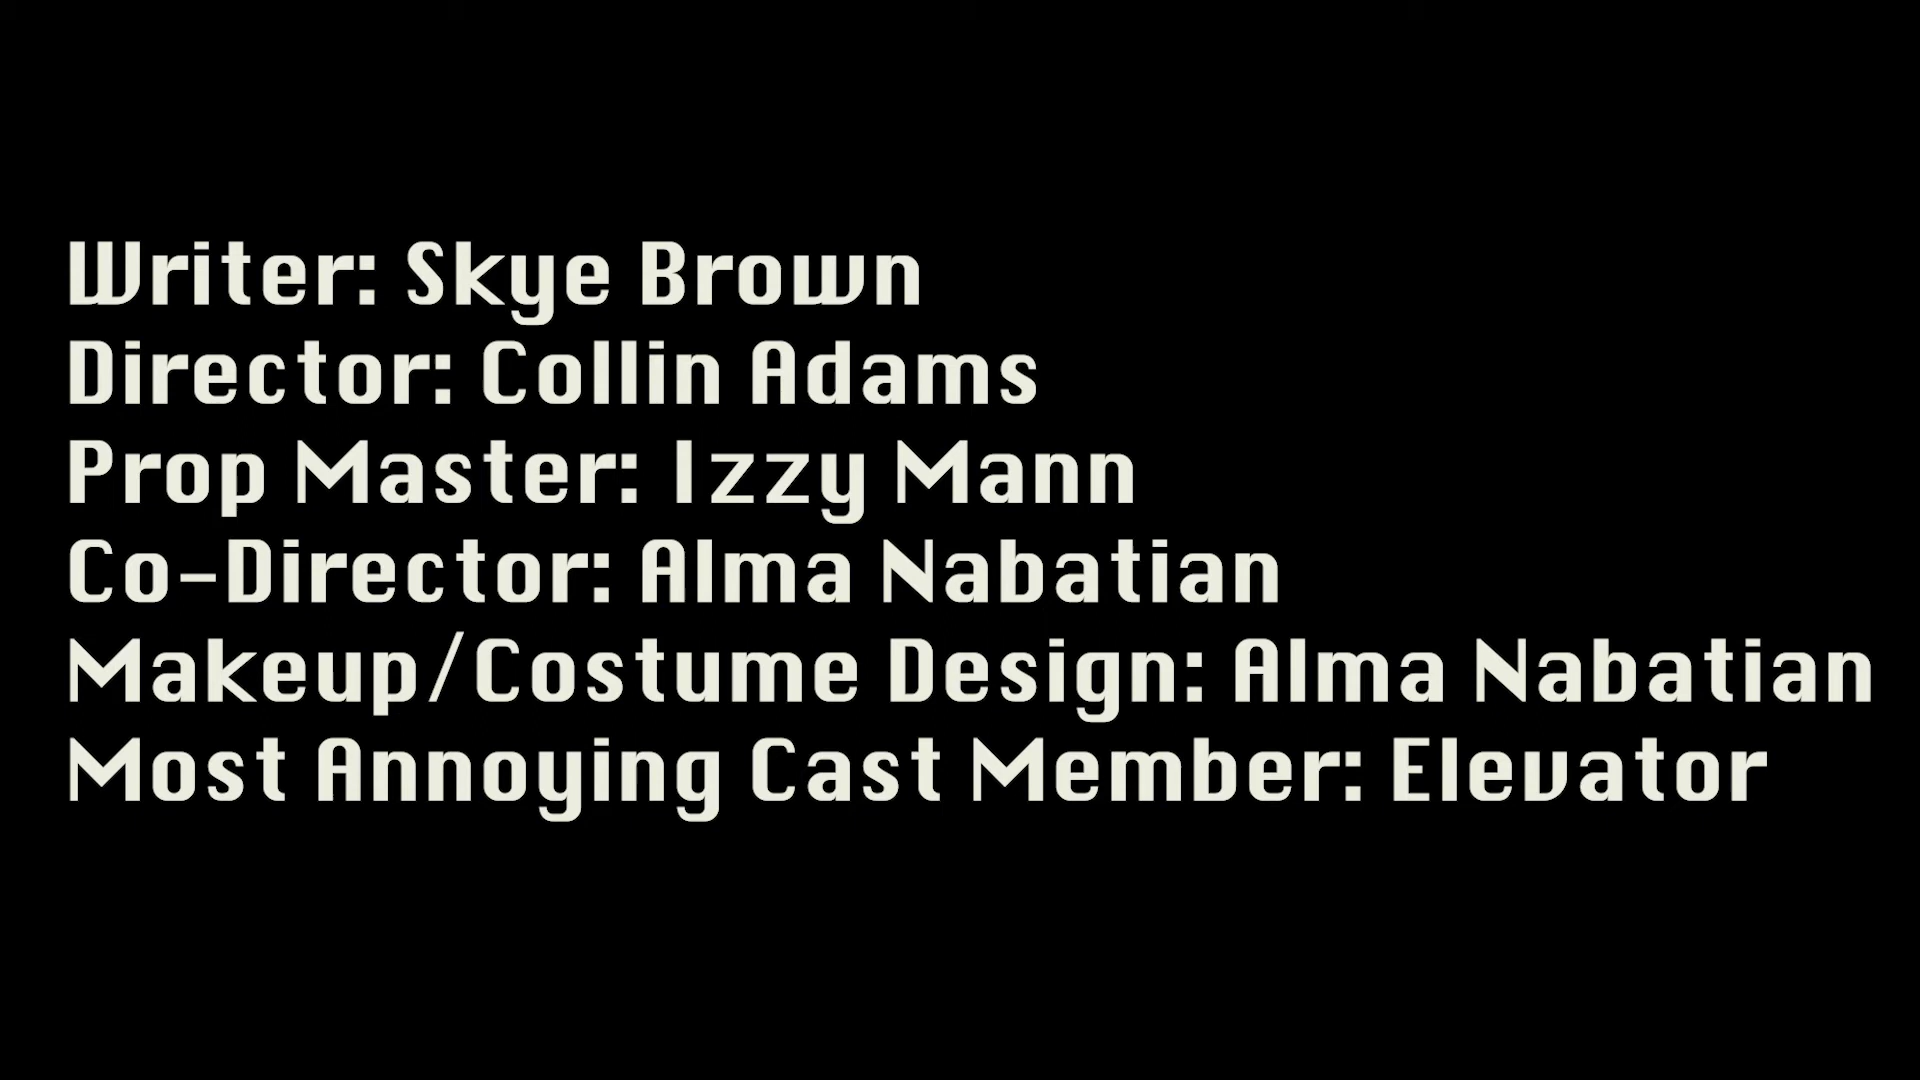 Writer: Skye Brown
Director: Collin Adams
Prop Master: Izzy Mann
Co-Director: Alma Nabatian
Makeup/Costume Design: Alma Nabatian
Most Annoying Cast Member: Elevator